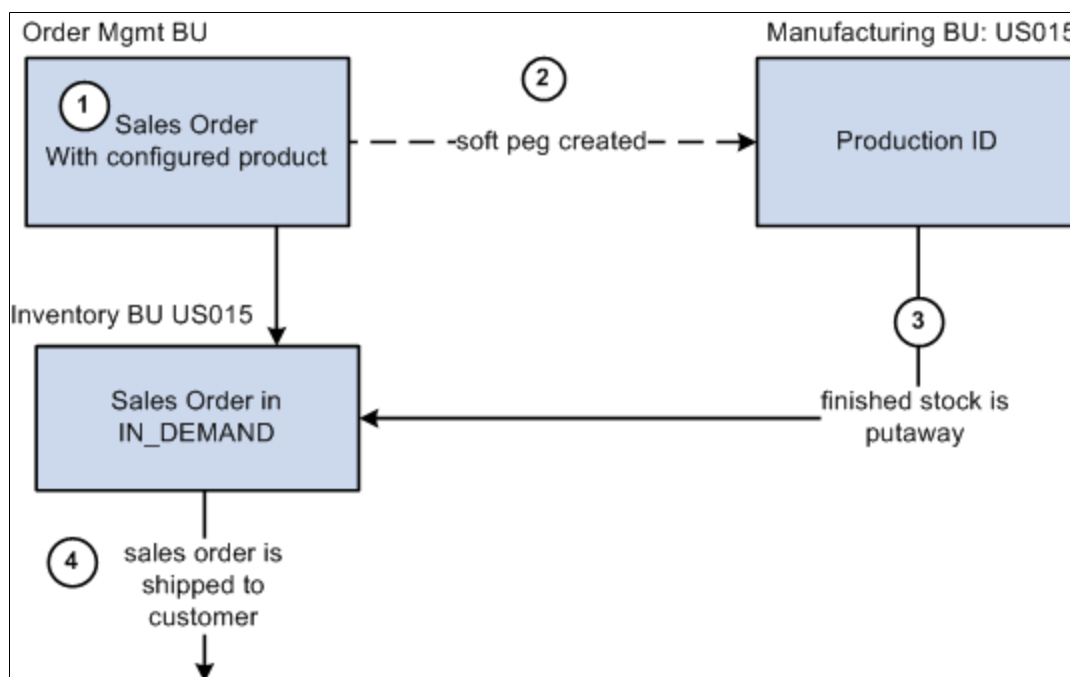 Order Mgmt BU
Manufacturing BU: US015
1
Sales Order
With configured product
2
soft peg created
Production ID
Inventory BU US015
3
Sales Order in
IN_DEMAND
finished stock is
putaway
4
sales order is
shipped to
customer